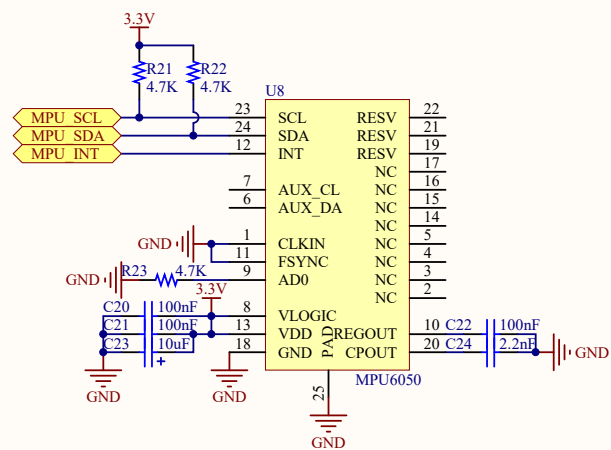 3.3V
R21 R22
4.7K 4.7K
U8
MPU_SCL 23 SCL RESV 22
MPU_SDA 24 SDA RESV 21
MPU_INT 12 INT RESV 19
NC 17
7 AUX_CL NC 16
6 AUX_DA NC 15
NC 14
GND 1 CLKIN NC 5
11 FSYNC NC 4
GND R23 4.7K 9 AD0 NC 3
3.3V NC 2
C20 100nF 8 VLOGIC
C21 100nF 13 VDD REGOUT 10 C22 100nF
C23 10uF 18 GND PAD CPOUT 20 C24 2.2nF GND
+
GND GND 25 MPU6050
GND